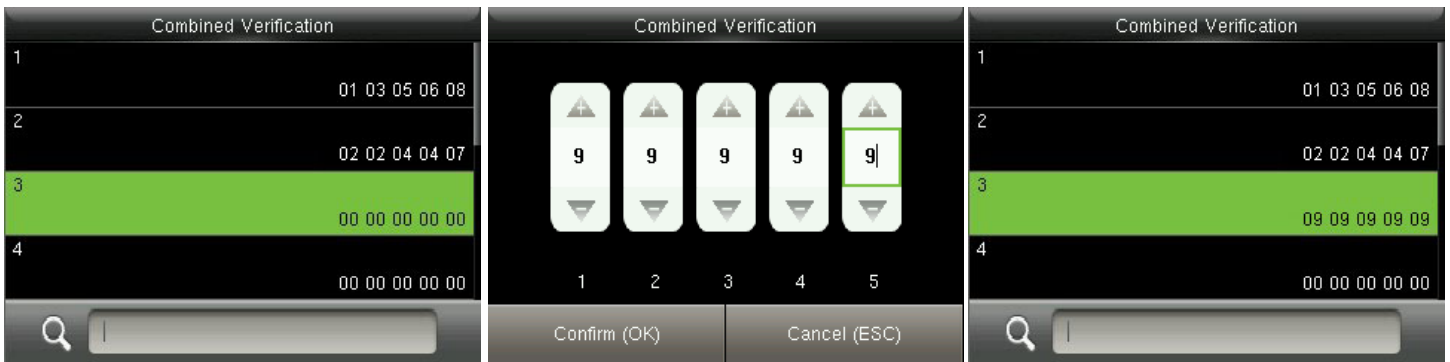 Combined Verification
1
01 03 05 06 08
2
02 02 04 04 07
3
00 00 00 00 00
4
00 00 00 00 00
Combined Verification
9 9 9 9 9
1 2 3 4 5
Confirm (OK) Cancel (ESC)
Combined Verification
1
01 03 05 06 08
2
02 02 04 04 07
3
09 09 09 09 09
4
00 00 00 00 00